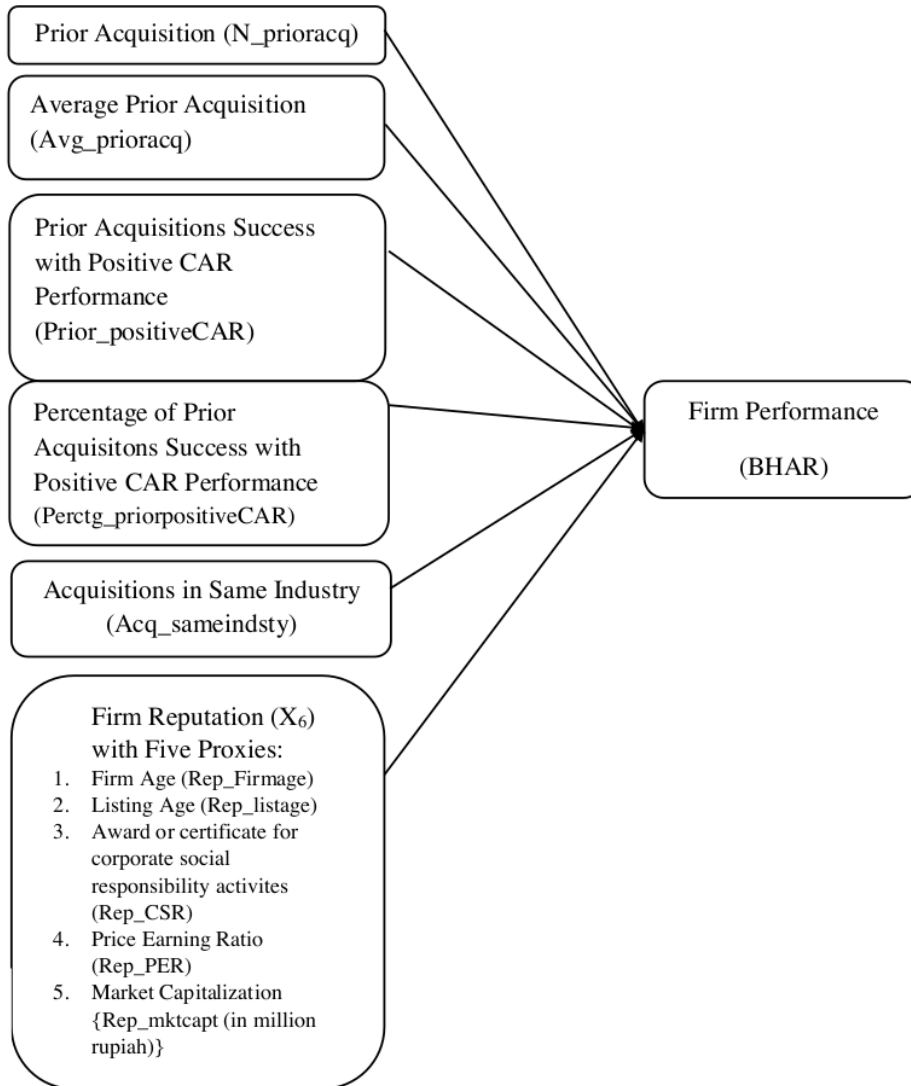 Prior Acquisition (N_prioracq)
Average Prior Acquisition
(Avg_prioracq)
Prior Acquisitions Success
with Positive CAR
Performance
(Prior_positiveCAR)
Percentage of Prior
Acquisitons Success with
Positive CAR Performance
(Perctg_priorpositiveCAR)
Acquisitions in Same Industry
(Acq_sameindsty)
Firm Reputation (X₆)
with Five Proxies:
1. Firm Age (Rep_Firmage)
2. Listing Age (Rep_listage)
3. Award or certificate for
corporate social
responsibility activites
(Rep_CSR)
4. Price Earning Ratio
(Rep_PER)
5. Market Capitalization
{Rep_mktcapt (in million
rupiah)}
Firm Performance
(BHAR)